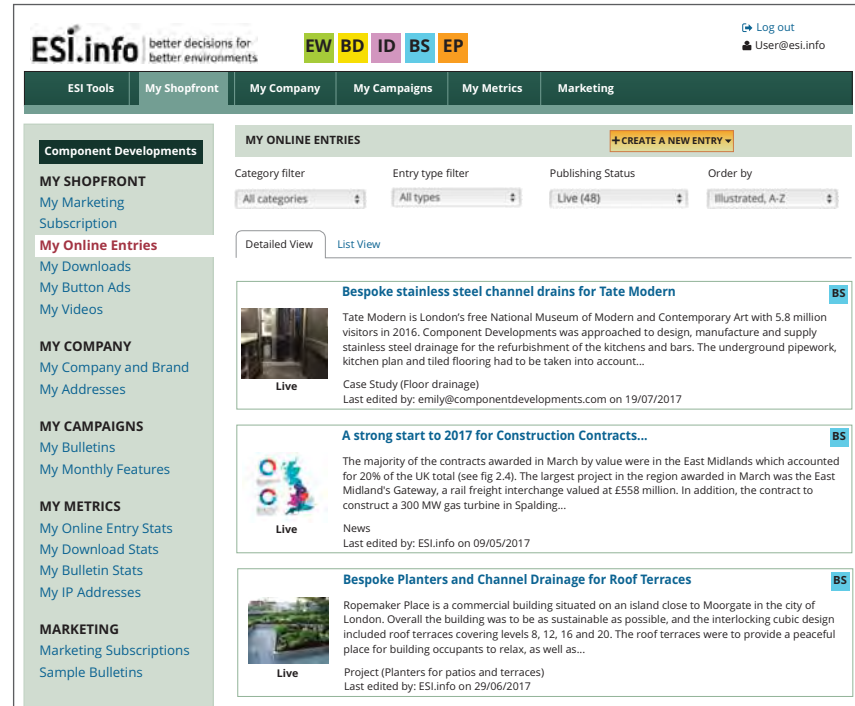 ESI.info
better decisions for
better environments
EW BD ID BS EP
Log out
User@esi.info
ESI Tools
My Shopfront
My Company
My Campaigns
My Metrics
Marketing
Component Developments
MY SHOPFRONT
My Marketing
Subscription
My Online Entries
My Downloads
My Button Ads
My Videos
MY COMPANY
My Company and Brand
My Addresses
MY CAMPAIGNS
My Bulletins
My Monthly Features
MY METRICS
My Online Entry Stats
My Download Stats
My Bulletin Stats
My IP Addresses
MARKETING
Marketing Subscriptions
Sample Bulletins
MY ONLINE ENTRIES
+CREATE A NEW ENTRY
Category filter
Entry type filter
Publishing Status
Order by
All categories
All types
Live (48)
Illustrated, A-Z
Detailed View
List View
Bespoke stainless steel channel drains for Tate Modern
BS
Tate Modern is London's free National Museum of Modern and Contemporary Art with 5.8 million
visitors in 2016. Component Developments was approached to design, manufacture and supply
stainless steel drainage for the refurbishment of the kitchens and bars. The underground pipework,
kitchen plan and tiled flooring had to be taken into account...
Live
Case Study (Floor drainage)
Last edited by: emily@componentdevelopments.com on 19/07/2017
A strong start to 2017 for Construction Contracts...
BS
The majority of the contracts awarded in March by value were in the East Midlands which accounted
for 20% of the UK total (see fig 2.4). The largest project in the region awarded in March was the East
Midland's Gateway, a rail freight interchange valued at £558 million. In addition, the contract to
construct a 300 MW gas turbine in Spalding...
Live
News
Last edited by: ESI.info on 09/05/2017
Bespoke Planters and Channel Drainage for Roof Terraces
BS
Ropemaker Place is a commercial building situated on an island close to Moorgate in the city of
London. Overall the building was to be as sustainable as possible, and the interlocking cubic design
included roof terraces covering levels 8, 12, 16 and 20. The roof terraces were to provide a peaceful
place for building occupants to relax, as well as...
Live
Project (Planters for patios and terraces)
Last edited by: ESI.info on 29/06/2017